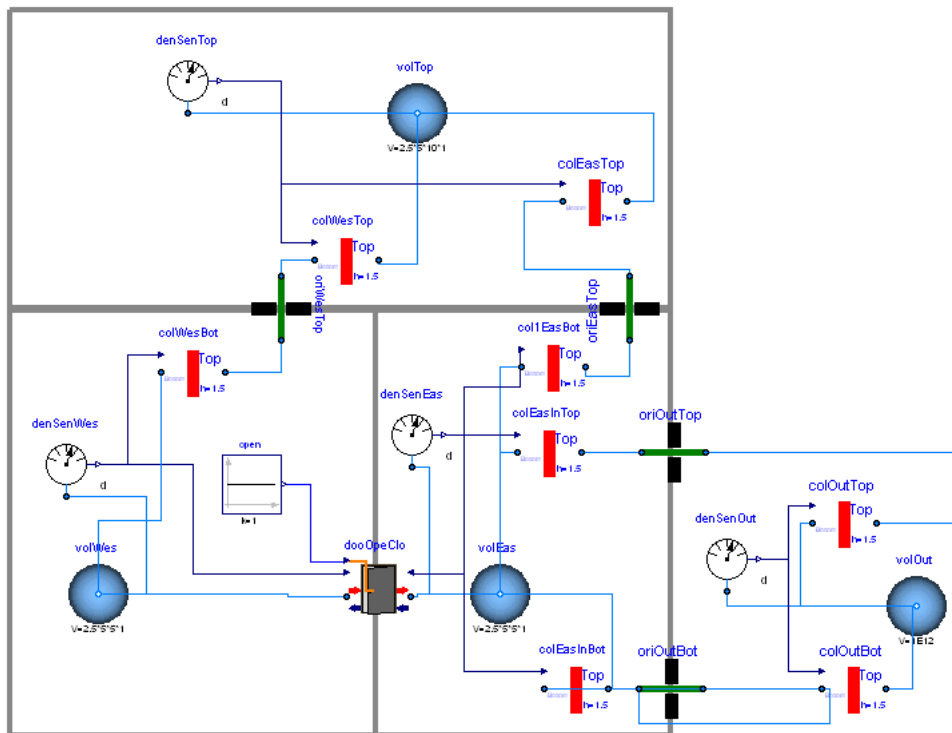 denSenTop
d
volTop
V=2.5*5*10*1
colEasTop
Top
h=1.5
colWesTop
Top
h=1.5
oriWesTop
oriEasTop
colWesBot
Top
h=1.5
col1EasBot
Top
h=1.5
denSenWes
d
open
k=1
denSenEas
d
colEasInTop
Top
h=1.5
oriOutTop
colOutTop
Top
h=1.5
denSenOut
d
volWes
V=2.5*5*5*1
dooOpeClo
volEas
V=2.5*5*5*1
volOut
V=1E12
colEasInBot
Top
h=1.5
oriOutBot
colOutBot
Top
h=1.5